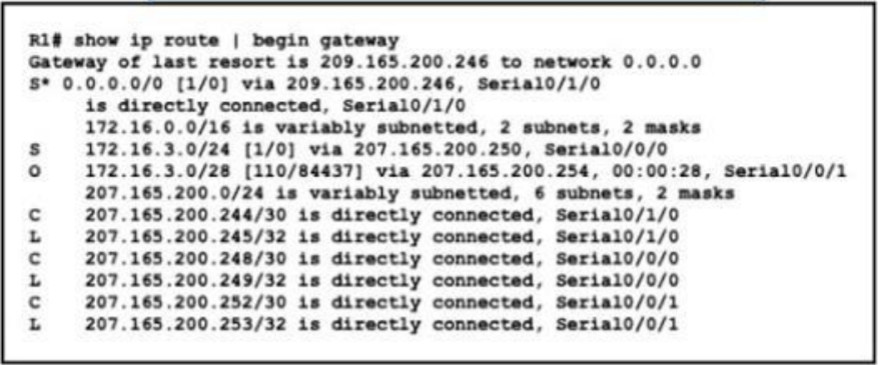 R1# show ip route | begin gateway
Gateway of last resort is 209.165.200.246 to network 0.0.0.0
S* 0.0.0.0/0 [1/0] via 209.165.200.246, Serial0/1/0
is directly connected, Serial0/1/0
172.16.0.0/16 is variably subnetted, 2 subnets, 2 masks
S 172.16.3.0/24 [1/0] via 207.165.200.250, Serial0/0/0
O 172.16.3.0/28 [110/84437] via 207.165.200.254, 00:00:28, Serial0/0/1
207.165.200.0/24 is variably subnetted, 6 subnets, 2 masks
C 207.165.200.244/30 is directly connected, Serial0/1/0
L 207.165.200.245/32 is directly connected, Serial0/1/0
C 207.165.200.248/30 is directly connected, Serial0/0/0
L 207.165.200.249/32 is directly connected, Serial0/0/0
C 207.165.200.252/30 is directly connected, Serial0/0/1
L 207.165.200.253/32 is directly connected, Serial0/0/1